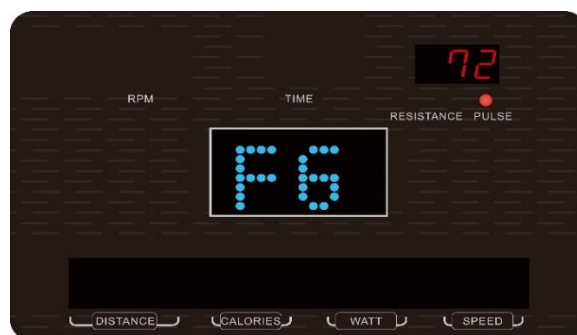 72
RPM TIME
RESISTANCE PULSE
F6
DISTANCE CALORIES WATT SPEED